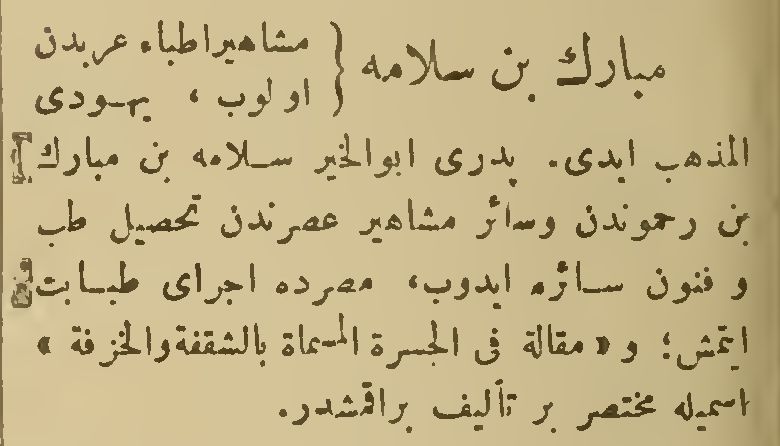 مبارك بن سلامه } مشاهير اطباء عربدن
اولوب ، يهودى
المذهب ايدى. پدرى ابوالخير سلامه بن مبارك
بن رحموندن وسائر مشاهير عصرندن تحصيل طب
و فنون سائره ايدوب، مصرده اجراى طبابت
ايتمش؛ و «مقالة فى الجسرة المسماة بالشقفة والخزفة»
اسميله مختصر بر تأليف براقمشدر.